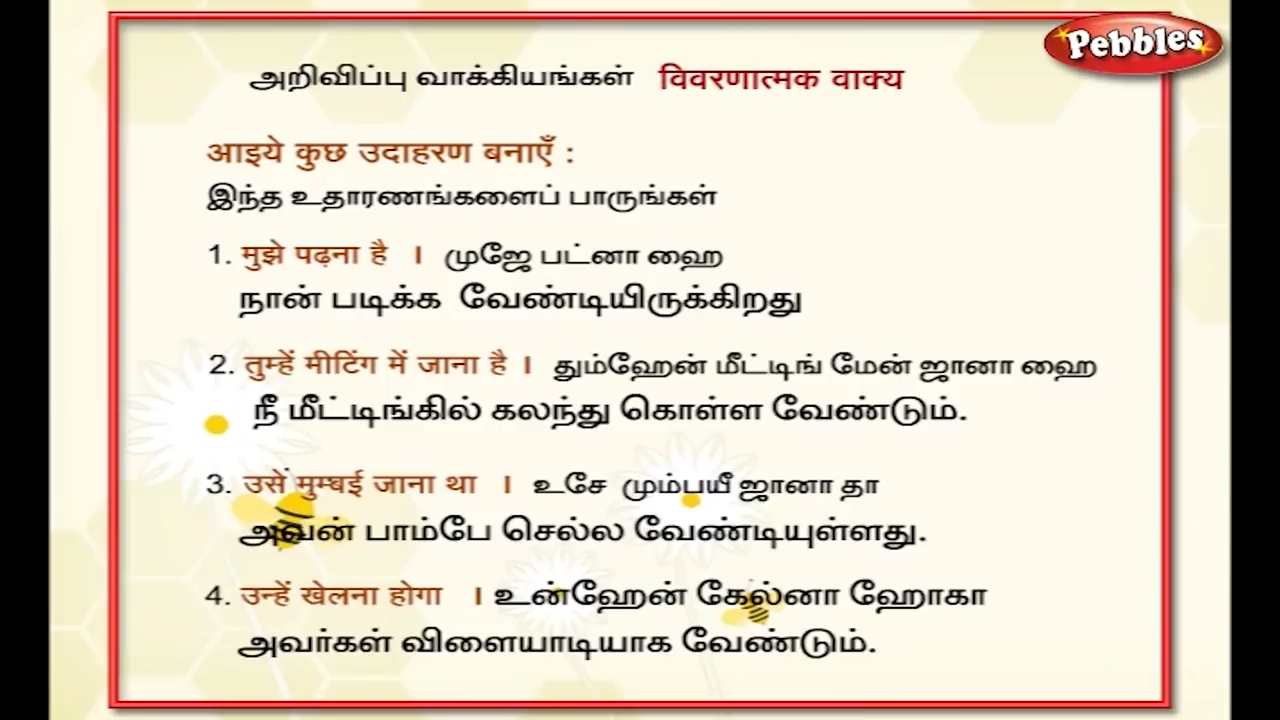 Pebbles
அறிவிப்பு வாக்கியங்கள் विवरणात्मक वाक्य
आइये कुछ उदाहरण बनाएँ :
இந்த உதாரணங்களைப் பாருங்கள்
1. मुझे पढ़ना है । முஜே பட்னா ஹை
நான் படிக்க வேண்டியிருக்கிறது
2. तुम्हें मीटिंग में जाना है । தும்ஹேன் மீட்டிங் மேன் ஜானா ஹை
நீ மீட்டிங்கில் கலந்து கொள்ள வேண்டும்.
3. उसे मुम्बई जाना था । உசே மும்பயீ ஜானா தா
அவன் பாம்பே செல்ல வேண்டியுள்ளது.
4. उन्हें खेलना होगा । உன்ஹேன் கேல்னா ஹோகா
அவர்கள் விளையாடியாக வேண்டும்.